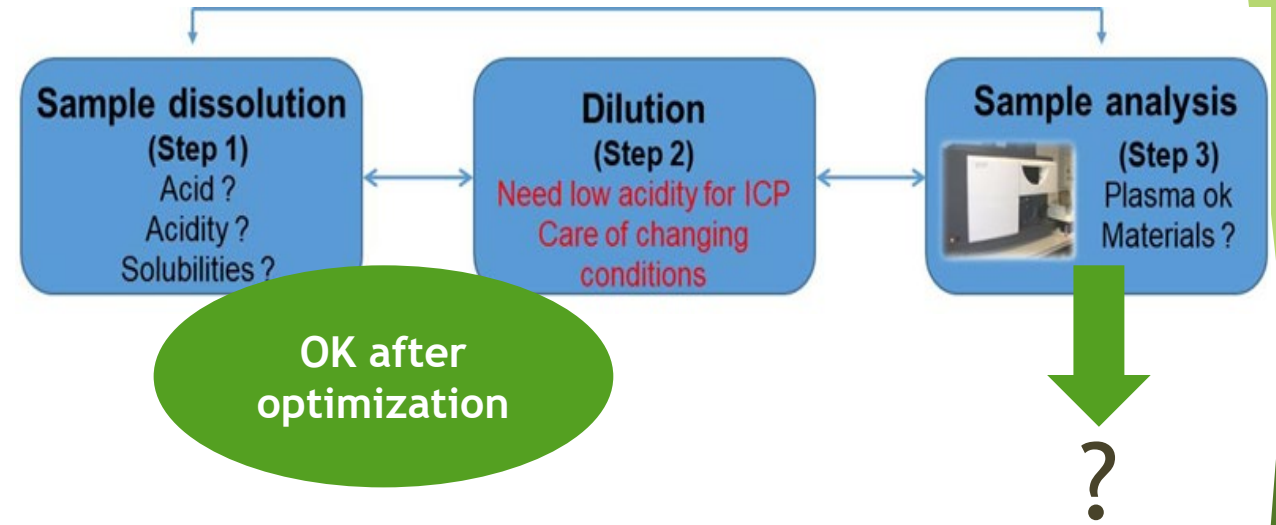 Sample dissolution
(Step 1)
Acid ?
Acidity ?
Solubilities ?
Dilution
(Step 2)
Need low acidity for ICP
Care of changing
conditions
Sample analysis
(Step 3)
Plasma ok
Materials ?
OK after
optimization
?